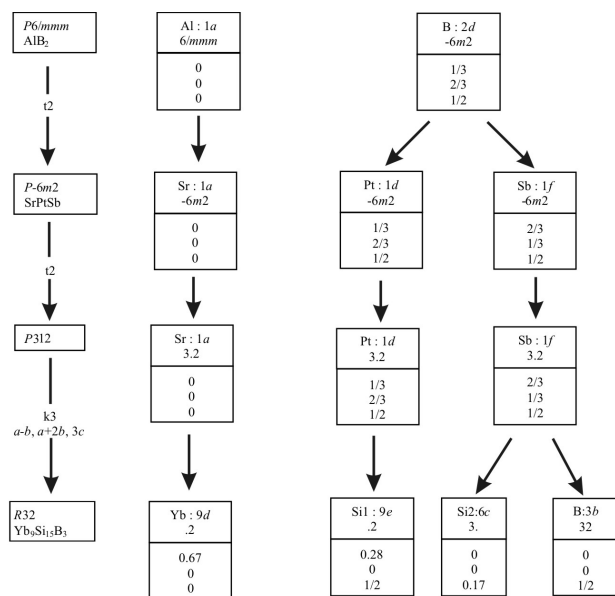 P6/mmm
AlB₂
Al : 1a
6/mmm
0
0
0
B : 2d
-6m2
1/3
2/3
1/2
t2
P-6m2
SrPtSb
Sr : 1a
-6m2
0
0
0
Pt : 1d
-6m2
1/3
2/3
1/2
Sb : 1f
-6m2
2/3
1/3
1/2
t2
P312
Sr : 1a
3.2
0
0
0
Pt : 1d
3.2
1/3
2/3
1/2
Sb : 1f
3.2
2/3
1/3
1/2
k3
a-b, a+2b, 3c
R32
Yb₉Si₁₅B₃
Yb : 9d
.2
0.67
0
0
Si1 : 9e
.2
0.28
0
1/2
Si2:6c
3.
0
0
0.17
B:3b
32
0
0
1/2